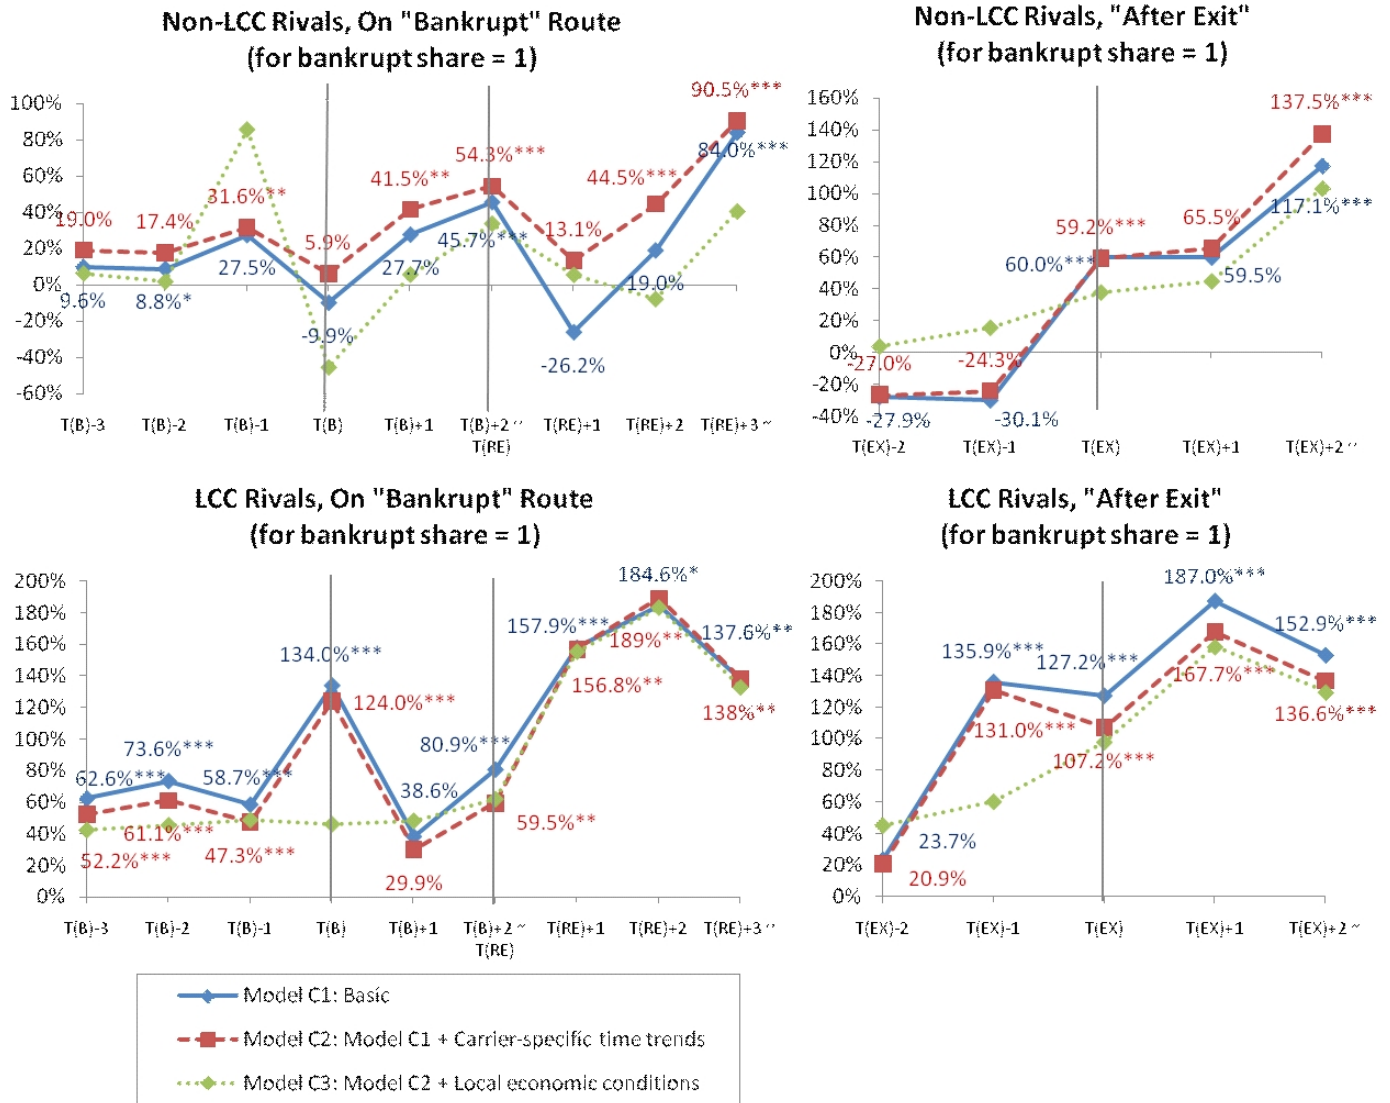 Non-LCC Rivals, On "Bankrupt" Route
(for bankrupt share = 1)
100%
80%
60%
40%
20%
0%
-20%
-40%
-60%
19.0%
17.4%
31.6%**
5.9%
41.5%**
54.3%***
13.1%
44.5%***
90.5%***
9.6%
8.8%*
27.5%
-9.9%
27.7%
45.7%***
-26.2%
19.0%
84.0%***
T(B)-3
T(B)-2
T(B)-1
T(B)
T(B)+1
T(B)+2 ~
T(RE)
T(RE)+1
T(RE)+2
T(RE)+3 ~
Non-LCC Rivals, "After Exit"
(for bankrupt share = 1)
160%
140%
120%
100%
80%
60%
40%
20%
0%
-20%
-40%
-27.0%
-24.3%
59.2%***
65.5%
137.5%***
-27.9%
-30.1%
60.0%***
59.5%
117.1%***
T(EX)-2
T(EX)-1
T(EX)
T(EX)+1
T(EX)+2 ~
LCC Rivals, On "Bankrupt" Route
(for bankrupt share = 1)
200%
180%
160%
140%
120%
100%
80%
60%
40%
20%
0%
62.6%***
73.6%***
58.7%***
134.0%***
38.6%
80.9%***
157.9%***
184.6%*
137.6%**
52.2%***
61.1%***
47.3%***
124.0%***
29.9%
59.5%**
156.8%**
189%**
138%**
T(B)-3
T(B)-2
T(B)-1
T(B)
T(B)+1
T(B)+2 ~
T(RE)
T(RE)+1
T(RE)+2
T(RE)+3 ~
LCC Rivals, "After Exit"
(for bankrupt share = 1)
200%
180%
160%
140%
120%
100%
80%
60%
40%
20%
0%
23.7%
135.9%***
127.2%***
187.0%***
152.9%***
20.9%
131.0%***
107.2%***
167.7%***
136.6%***
T(EX)-2
T(EX)-1
T(EX)
T(EX)+1
T(EX)+2 ~
Model C1: Basic
Model C2: Model C1 + Carrier-specific time trends
Model C3: Model C2 + Local economic conditions